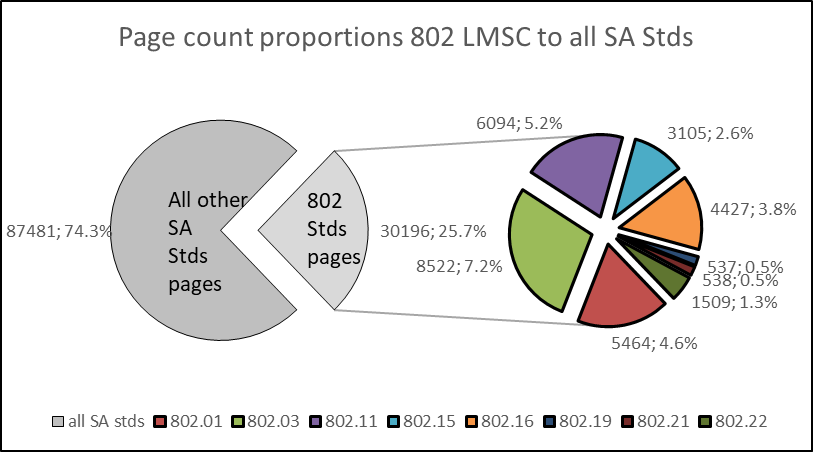 Page count proportions 802 LMSC to all SA Stds
6094; 5.2%
3105; 2.6%
All other
SA
Stds
pages
87481; 74.3%
802
Stds
pages
30196; 25.7%
4427; 3.8%
8522; 7.2%
537; 0.5%
538; 0.5%
1509; 1.3%
5464; 4.6%
all SA stds 802.01 802.03 802.11 802.15 802.16 802.19 802.21 802.22